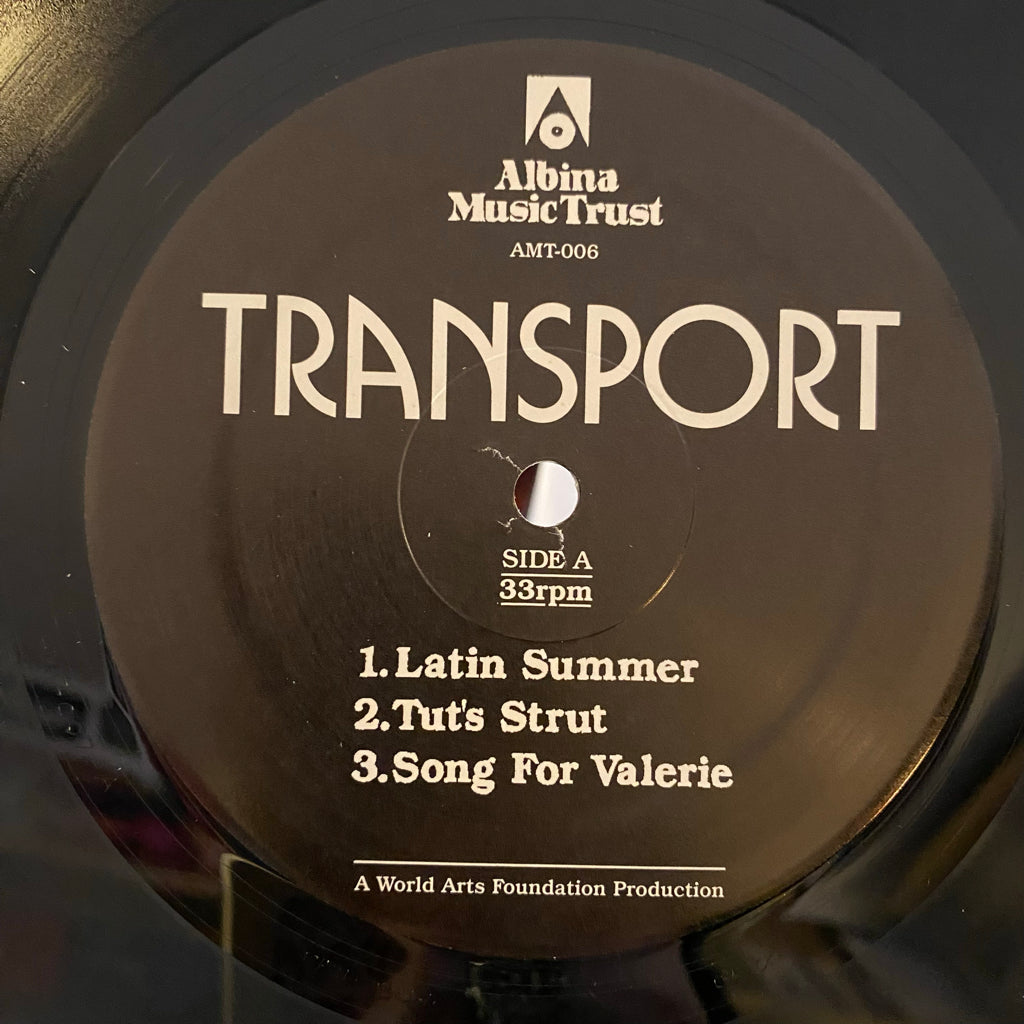 Albina
Music Trust
AMT-006
TRANSPORT
SIDE A
33rpm
1. Latin Summer
2. Tut's Strut
3. Song For Valerie
A World Arts Foundation Production